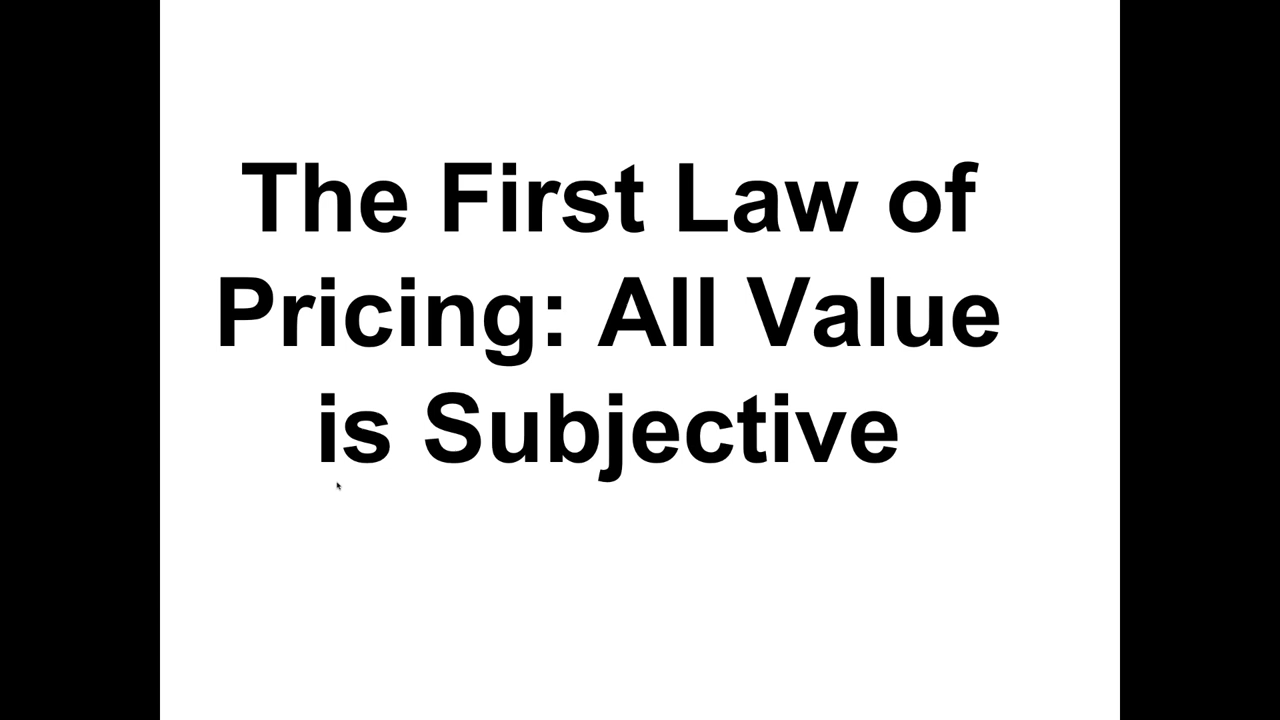 The First Law of
Pricing: All Value
is Subjective